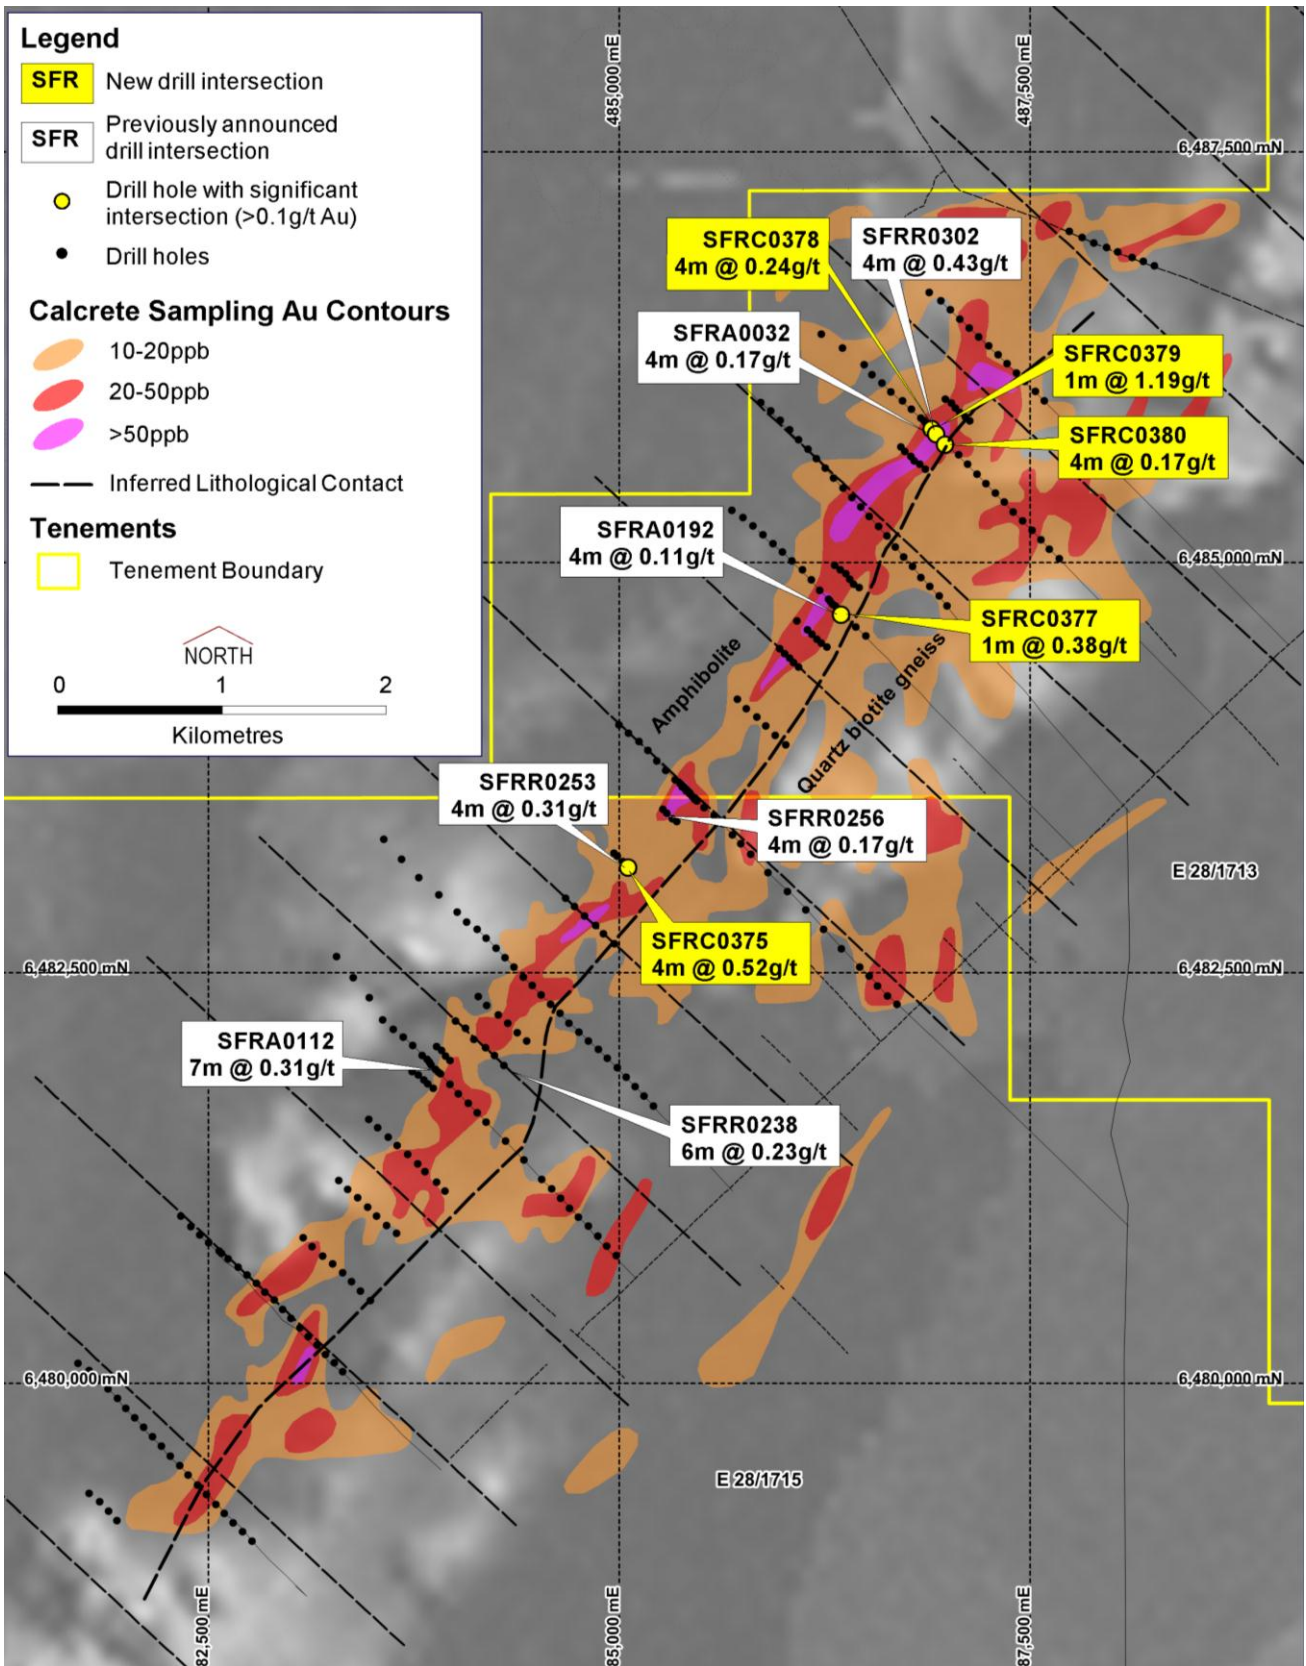 Legend
SFR New drill intersection
SFR Previously announced
drill intersection
Drill hole with significant
intersection (>0.1g/t Au)
Drill holes
Calcrete Sampling Au Contours
10-20ppb
20-50ppb
>50ppb
Inferred Lithological Contact
Tenements
Tenement Boundary
NORTH
0 1 2
Kilometres
485,000 mE
487,500 mE
6,487,500 mN
SFRC0378
4m @ 0.24g/t
SFRR0302
4m @ 0.43g/t
SFRA0032
4m @ 0.17g/t
SFRC0379
1m @ 1.19g/t
SFRC0380
4m @ 0.17g/t
SFRA0192
4m @ 0.11g/t
6,485,000 mN
SFRC0377
1m @ 0.38g/t
Amphibolite
Quartz biotite gneiss
SFRR0253
4m @ 0.31g/t
SFRR0256
4m @ 0.17g/t
E 28/1713
SFRC0375
4m @ 0.52g/t
6,482,500 mN
6,482,500 mN
SFRA0112
7m @ 0.31g/t
SFRR0238
6m @ 0.23g/t
6,480,000 mN
6,480,000 mN
E 28/1715
82,500 mE
85,000 mE
87,500 mE